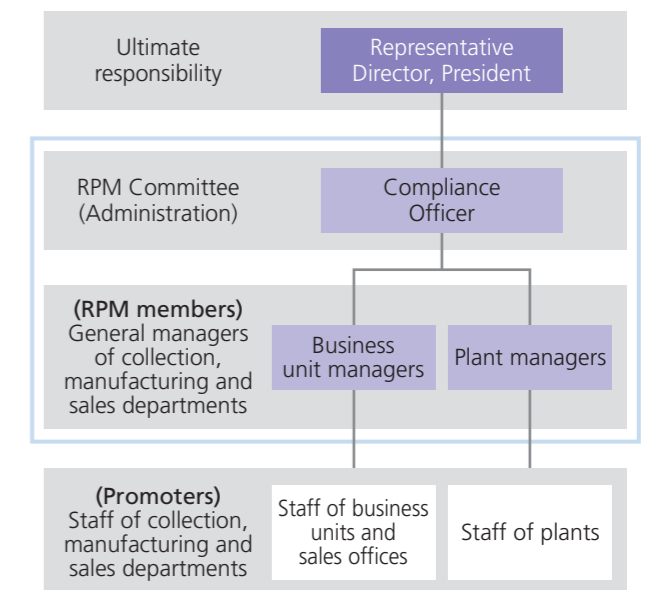 Ultimate
responsibility
Representative
Director, President
RPM Committee
(Administration)
Compliance
Officer
(RPM members)
General managers
of collection,
manufacturing and
sales departments
Business
unit managers
Plant managers
(Promoters)
Staff of collection,
manufacturing and
sales departments
Staff of business
units and
sales offices
Staff of plants